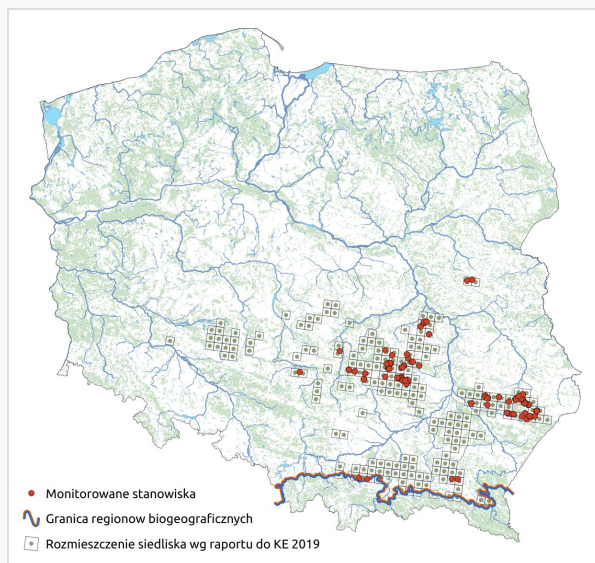 Monitorowane stanowiska
Granica regionow biogeograficznych
Rozmieszczenie siedliska wg raportu do KE 2019